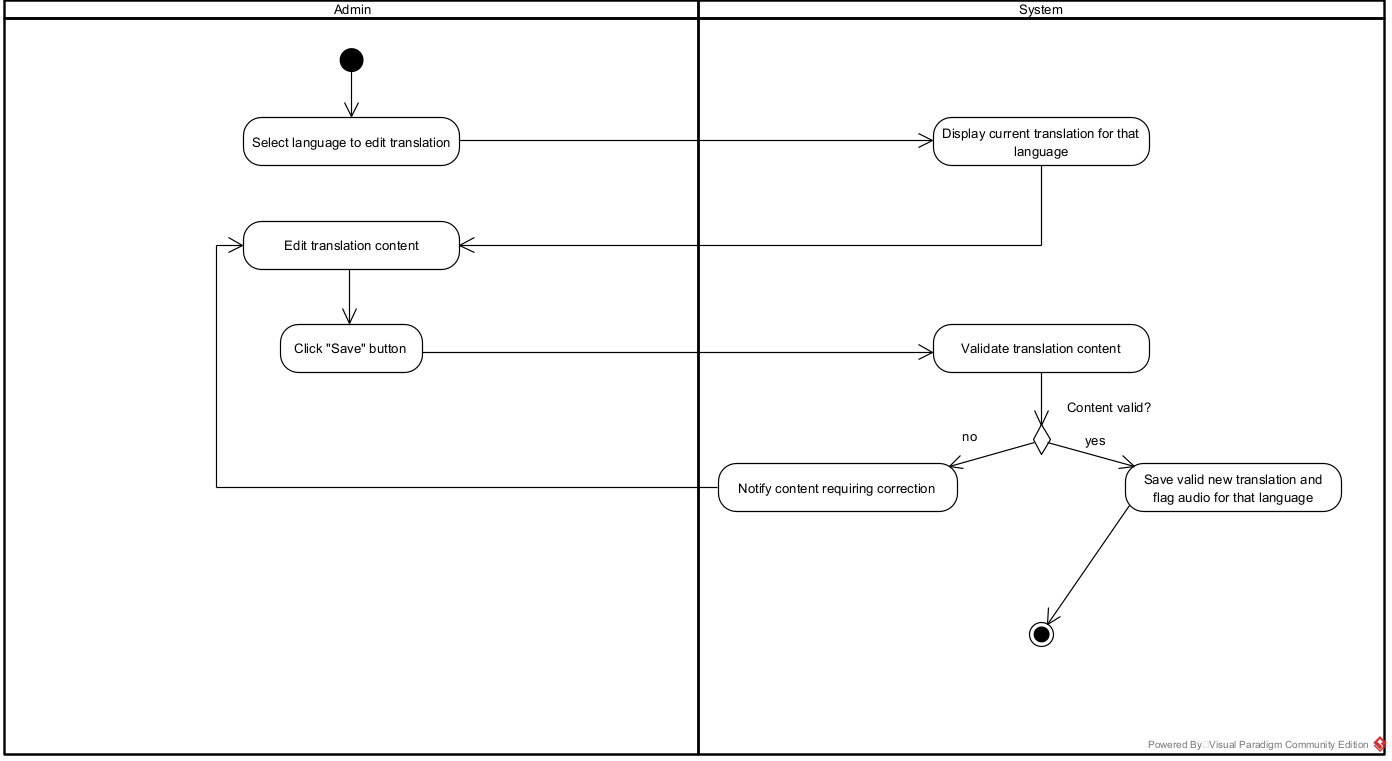 Admin
System
Select language to edit translation
Display current translation for that
language
Edit translation content
Click "Save" button
Validate translation content
Content valid?
no
yes
Notify content requiring correction
Save valid new translation and
flag audio for that language
Powered By Visual Paradigm Community Edition